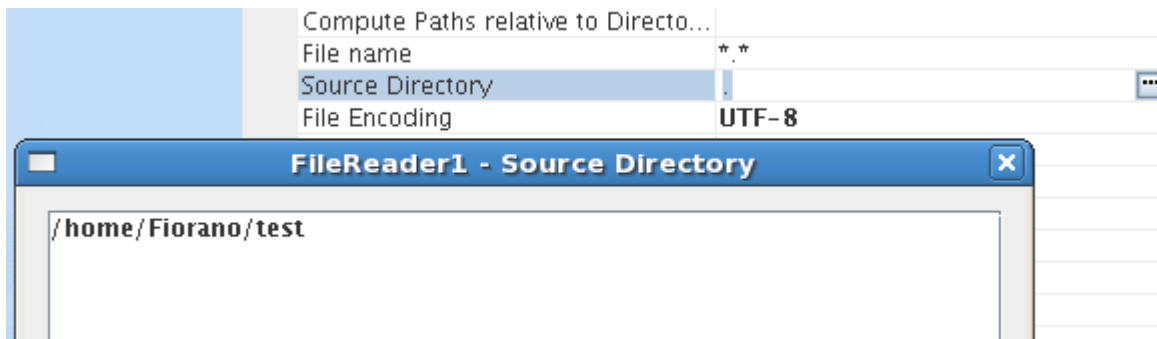 Compute Paths relative to Directo...
File name *.*
Source Directory .
File Encoding UTF-8
FileReader1 - Source Directory
/home/Fiorano/test